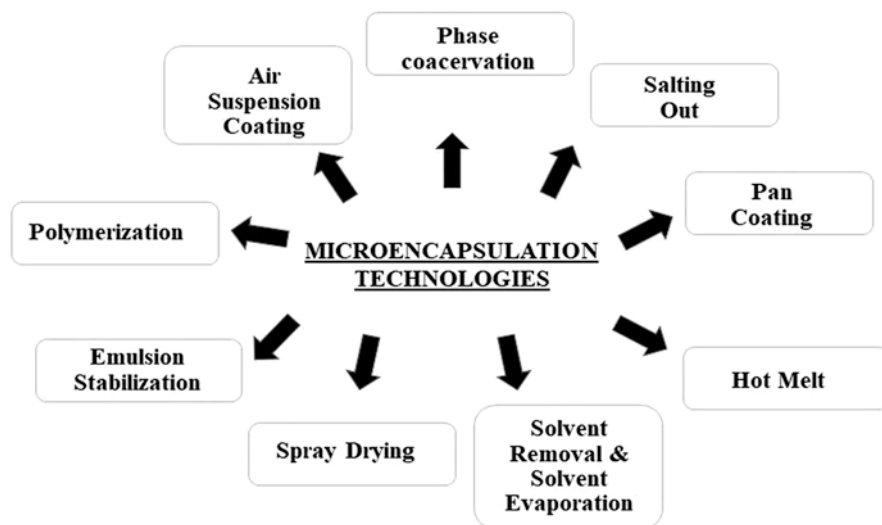 Phase
coacervation
Air
Suspension
Coating
Salting
Out
Pan
Coating
Polymerization
MICROENCAPSULATION
TECHNOLOGIES
Emulsion
Stabilization
Hot Melt
Spray Drying
Solvent
Removal &
Solvent
Evaporation